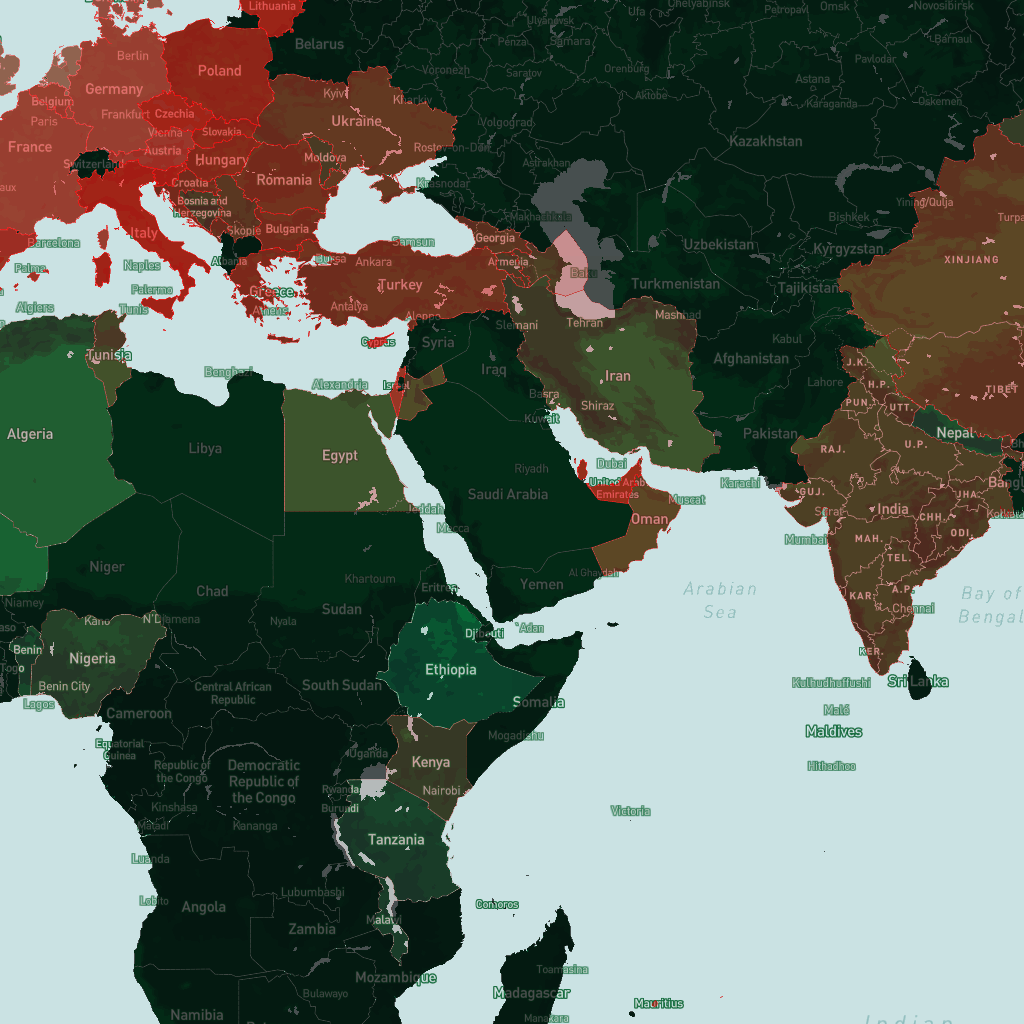 Lithuania
Ulyanovsk
Ufa
Chelyabinsk
Petropavl
Omsk
Novosibirsk
Belarus
Penza
Samara
Barnaul
Berlin
Poland
Voronezh
Saratov
Orenburg
Pavlodar
Astana
Germany
Kyiv
Kharkiv
Aktobe
Karaganda
Oskemen
Belgium
Paris
Frankfurt
Czechia
Ukraine
Volgograd
Vienna
Slovakia
Kazakhstan
France
Austria
Hungary
Moldova
Rostov-on-Don
Astrakhan
Switzerland
Croatia
Romania
Krasnodar
aux
Bosnia and
Herzegovina
Makhachkala
Bishkek
Yining/Qulja
Turpa
Italy
Skopje
Bulgaria
Georgia
Samsun
Uzbekistan
Kyrgyzstan
Barcelona
Naples
Albania
Bursa
Ankara
Armenia
Baku
XINJIANG
Palma
Palermo
Greece
Turkey
Turkmenistan
Tajikistan
Algiers
Tunis
Athens
Antalya
Aleppo
Slemani
Tehran
Mashhad
Kabul
Tunisia
Cyprus
Syria
Afghanistan
J.K.
Benghazi
Alexandria
Israel
Iraq
Iran
Lahore
H.P.
TIBET
Basra
Shiraz
PUN.
UTT.
Kuwait
Algeria
Libya
Pakistan
Nepal
Egypt
Riyadh
Dubai
RAJ.
U.P.
United Arab
Emirates
Karachi
Bangl
Saudi Arabia
Muscat
GUJ.
JHA.
Jeddah
Mecca
Oman
Surat
India
CHH.
Kolkata
Mumbai
MAH.
ODI.
Niger
TEL.
Khartoum
Al Ghaydah
Chad
Eritrea
Yemen
Arabian
Sea
KAR.
A.P.
Bay of
Bengal
Niamey
Sudan
Chennai
aso
Kano
N'Djamena
Nyala
Djibouti
'Adan
Benin
Nigeria
KER.
Togo
Benin City
Central African
Republic
South Sudan
Ethiopia
Kulhudhuffushi
Sri Lanka
Lagos
Cameroon
Somalia
Malé
Maldives
Equatorial
Guinea
Mogadishu
Uganda
Republic of
the Congo
Democratic
Republic of
the Congo
Kenya
Hithadhoo
Rwanda
Nairobi
Kinshasa
Burundi
Victoria
Matadi
Kananga
Tanzania
Luanda
Lubumbashi
Lobito
Angola
Comoros
Malawi
Zambia
Toamasina
Mozambique
Bulawayo
Madagascar
Mauritius
Namibia
Manakara
Indian